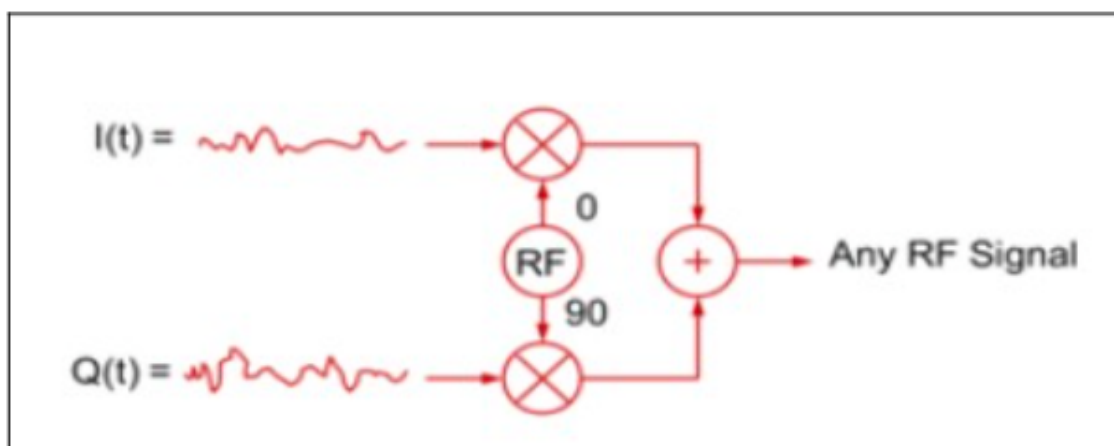 I(t) =
0
RF
+
Any RF Signal
90
Q(t) =